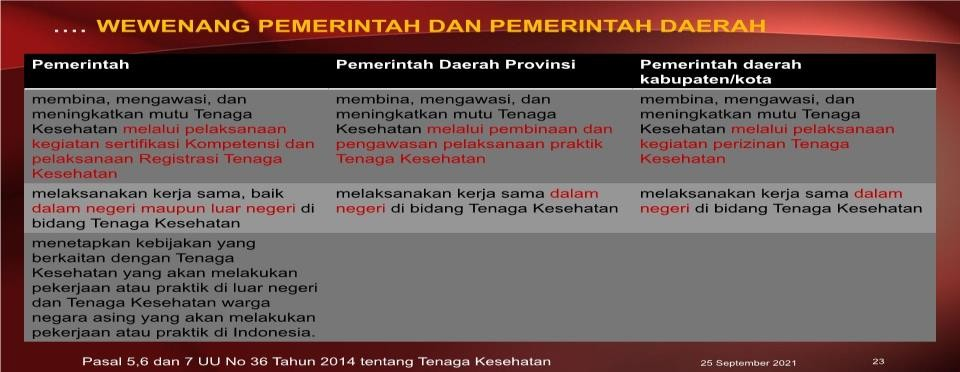 .... WEWENANG PEMERINTAH DAN PEMERINTAH DAERAH
Pemerintah
Pemerintah Daerah Provinsi
Pemerintah daerah
kabupaten/kota
membina, mengawasi, dan
meningkatkan mutu Tenaga
Kesehatan melalui pelaksanaan
kegiatan sertifikasi Kompetensi dan
pelaksanaan Registrasi Tenaga
Kesehatan
membina, mengawasi, dan
meningkatkan mutu Tenaga
Kesehatan melalui pembinaan dan
pengawasan pelaksanaan praktik
Tenaga Kesehatan
membina, mengawasi, dan
meningkatkan mutu Tenaga
Kesehatan melalui pelaksanaan
kegiatan perizinan Tenaga
Kesehatan
melaksanakan kerja sama, baik
dalam negeri maupun luar negeri di
bidang Tenaga Kesehatan
melaksanakan kerja sama dalam
negeri di bidang Tenaga Kesehatan
melaksanakan kerja sama dalam
negeri di bidang Tenaga Kesehatan
menetapkan kebijakan yang
berkaitan dengan Tenaga
Kesehatan yang akan melakukan
pekerjaan atau praktik di luar negeri
dan Tenaga Kesehatan warga
negara asing yang akan melakukan
pekerjaan atau praktik di Indonesia.
Pasal 5,6 dan 7 UU No 36 Tahun 2014 tentang Tenaga Kesehatan
25 September 2021
23